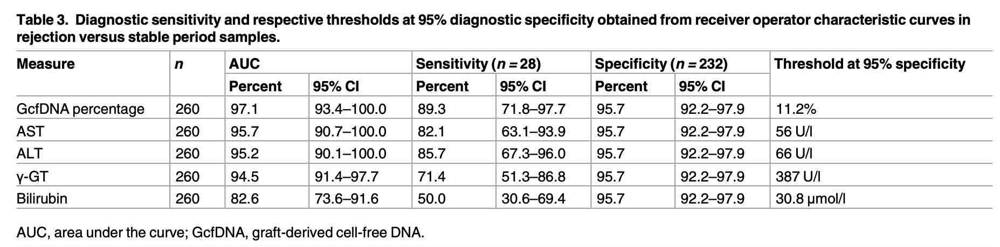 Table 3. Diagnostic sensitivity and respective thresholds at 95% diagnostic specificity obtained from receiver operator characteristic curves in
rejection versus stable period samples.
Measure n AUC Sensitivity (n = 28) Specificity (n = 232) Threshold at 95% specificity
Percent 95% CI Percent 95% CI Percent 95% CI
GcfDNA percentage 260 97.1 93.4–100.0 89.3 71.8–97.7 95.7 92.2–97.9 11.2%
AST 260 95.7 90.7–100.0 82.1 63.1–93.9 95.7 92.2–97.9 56 U/l
ALT 260 95.2 90.1–100.0 85.7 67.3–96.0 95.7 92.2–97.9 66 U/l
γ-GT 260 94.5 91.4–97.7 71.4 51.3–86.8 95.7 92.2–97.9 387 U/l
Bilirubin 260 82.6 73.6–91.6 50.0 30.6–69.4 95.7 92.2–97.9 30.8 μmol/l
AUC, area under the curve; GcfDNA, graft-derived cell-free DNA.